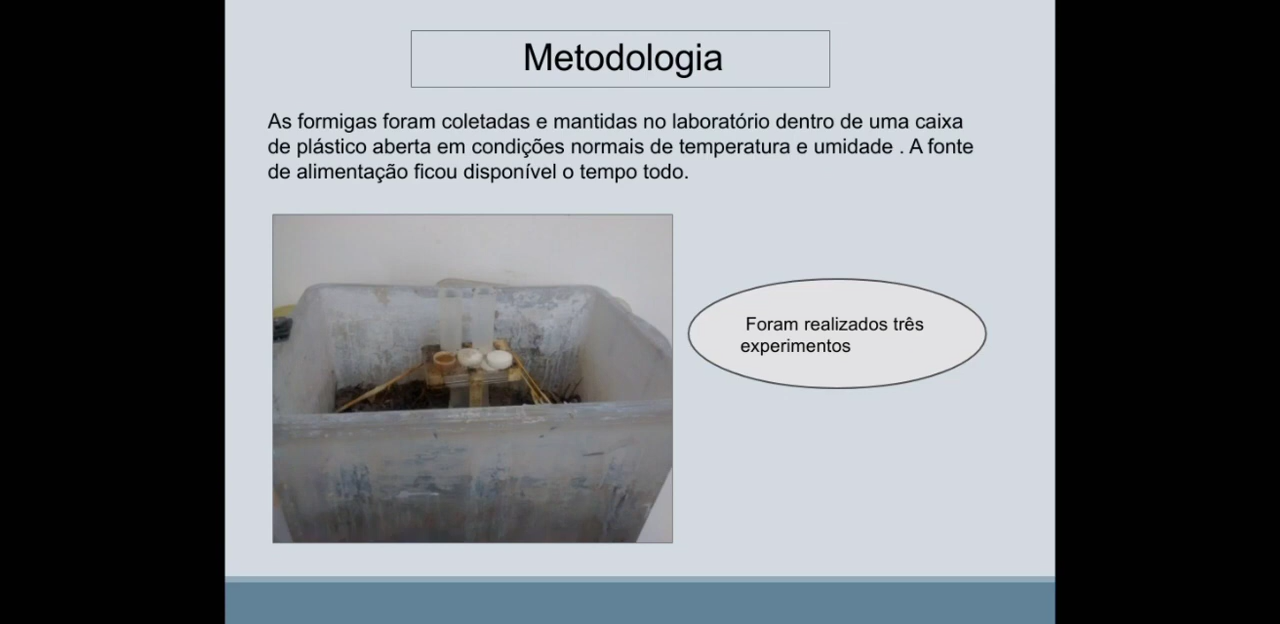 Metodologia
As formigas foram coletadas e mantidas no laboratório dentro de uma caixa
de plástico aberta em condições normais de temperatura e umidade . A fonte
de alimentação ficou disponível o tempo todo.
Foram realizados três
experimentos